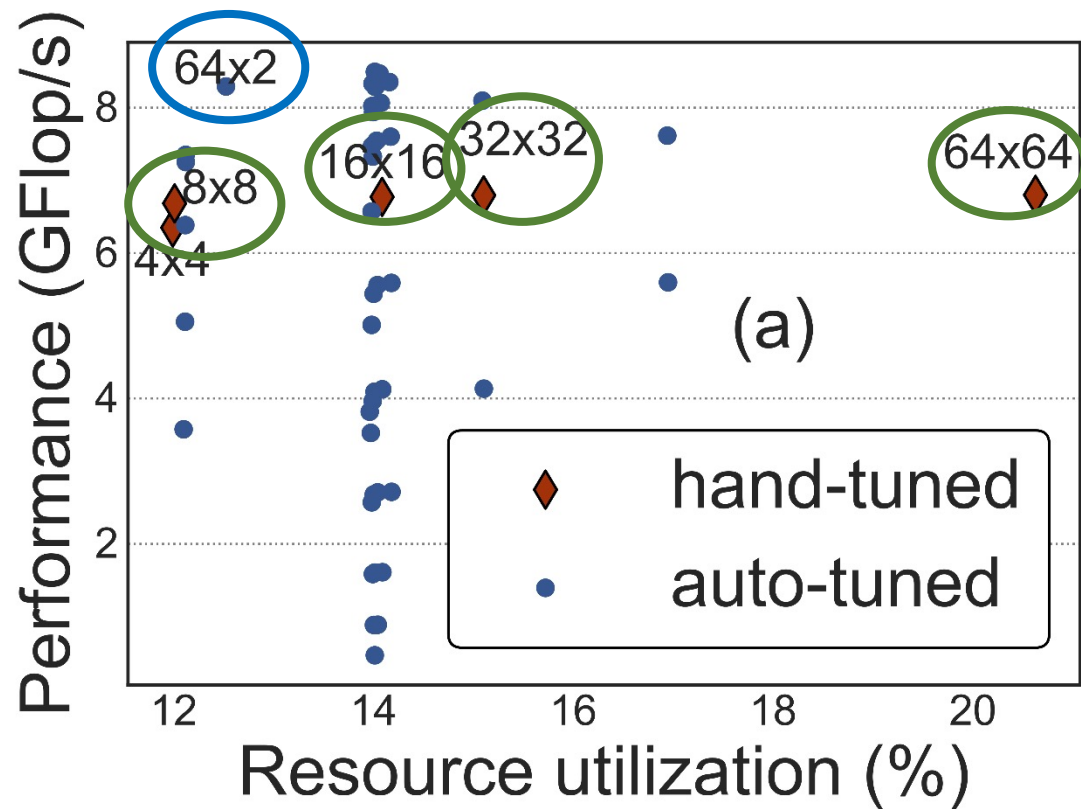 64x2
8
32x32
16x16
64x64
8x8
6
4x4
(a)
4
hand-tuned
2
auto-tuned
12 14 16 18 20
Resource utilization (%)
Performance (GFlop/s)